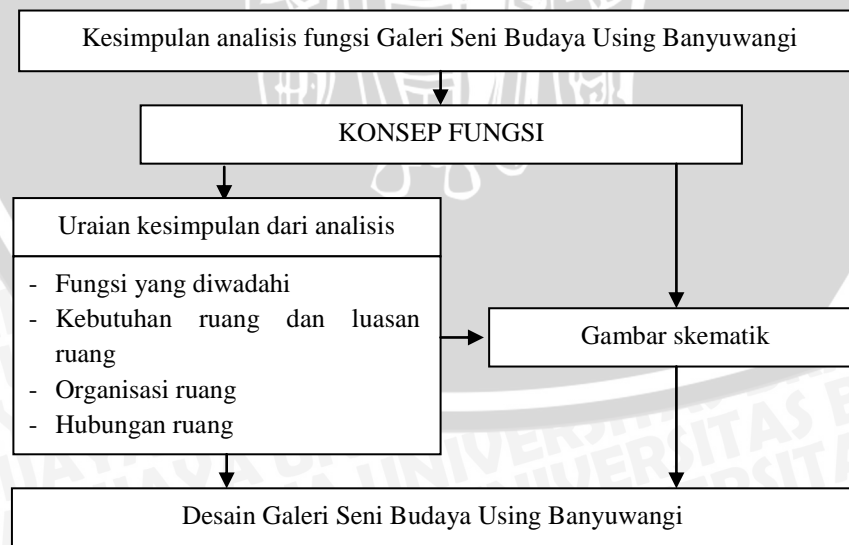 Kesimpulan analisis fungsi Galeri Seni Budaya Using Banyuwangi
KONSEP FUNGSI
Uraian kesimpulan dari analisis
- Fungsi yang diwadahi
- Kebutuhan ruang dan luasan
ruang
- Organisasi ruang
- Hubungan ruang
Gambar skematik
Desain Galeri Seni Budaya Using Banyuwangi